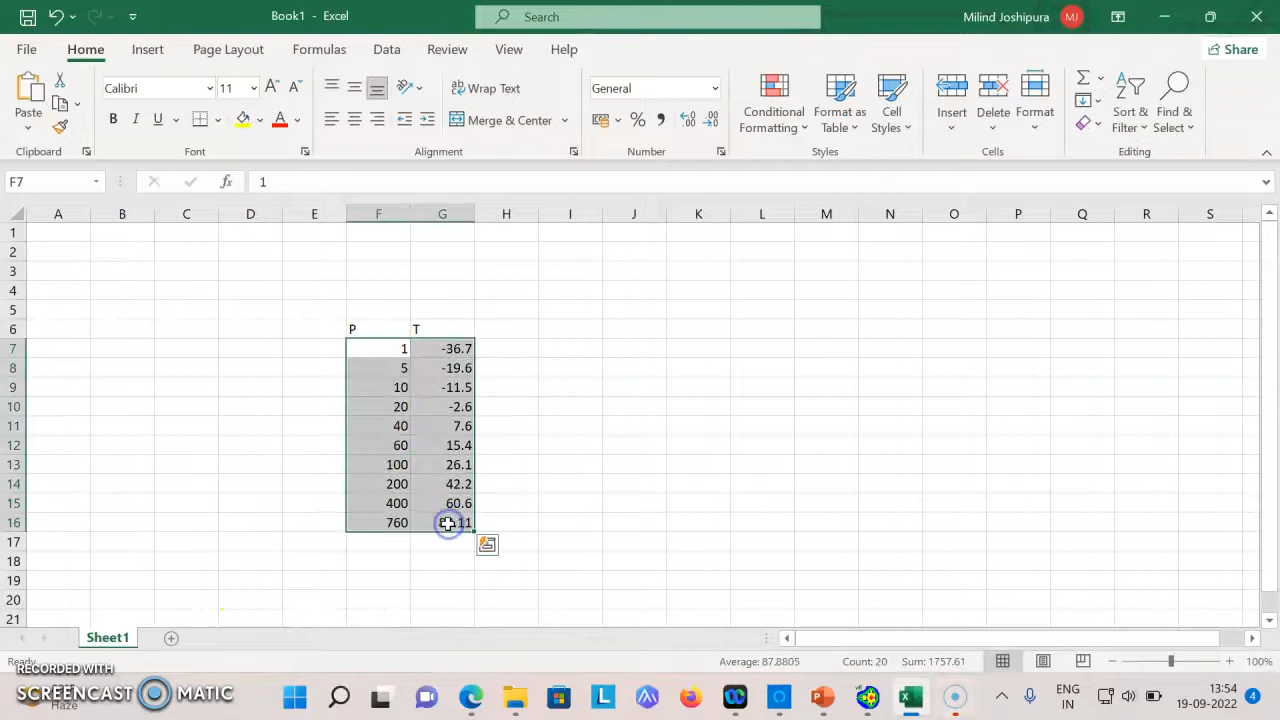 Book1 - Excel
Search
Milind Joshipura
MJ
File Home Insert Page Layout Formulas Data Review View Help
Share
Paste
Clipboard
Calibri 11
B I U A
Font
Wrap Text
Merge & Center
Alignment
General
%
Number
Conditional Formatting
Format as Table
Cell Styles
Styles
Insert Delete Format
Cells
Sort & Filter
Find & Select
Editing
F7 fx 1
A B C D E F G H I J K L M N O P Q R S
1
2
3
4
5
6 P T
7 1 -36.7
8 5 -19.6
9 10 -11.5
10 20 -2.6
11 40 7.6
12 60 15.4
13 100 26.1
14 200 42.2
15 400 60.6
16 760 11
17
18
19
20
21
Sheet1
Average: 87.8805 Count: 20 Sum: 1757.61
100%
RECORDED WITH
SCREENCAST MATIC
Haze
ENG
IN
13:54
19-09-2022
4